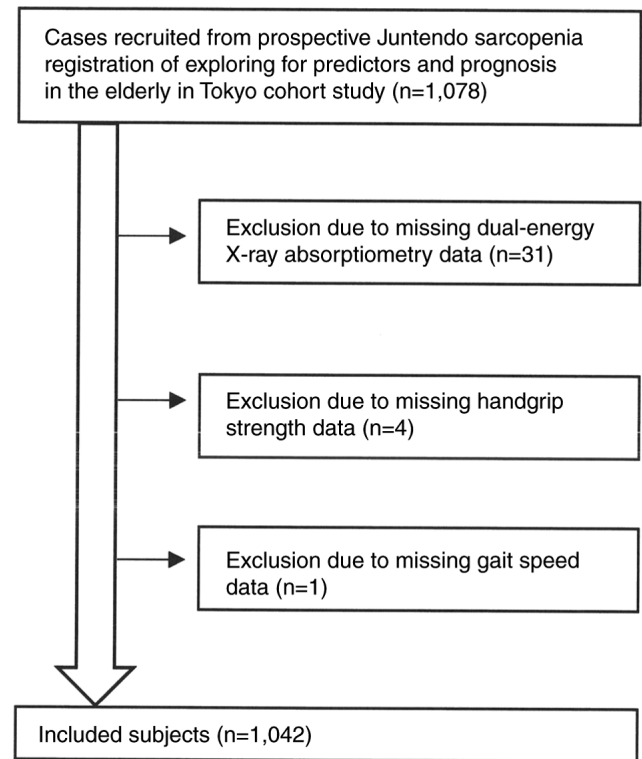 Cases recruited from prospective Juntendo sarcopenia
registration of exploring for predictors and prognosis
in the elderly in Tokyo cohort study (n=1,078)
Exclusion due to missing dual-energy
X-ray absorptiometry data (n=31)
Exclusion due to missing handgrip
strength data (n=4)
Exclusion due to missing gait speed
data (n=1)
Included subjects (n=1,042)